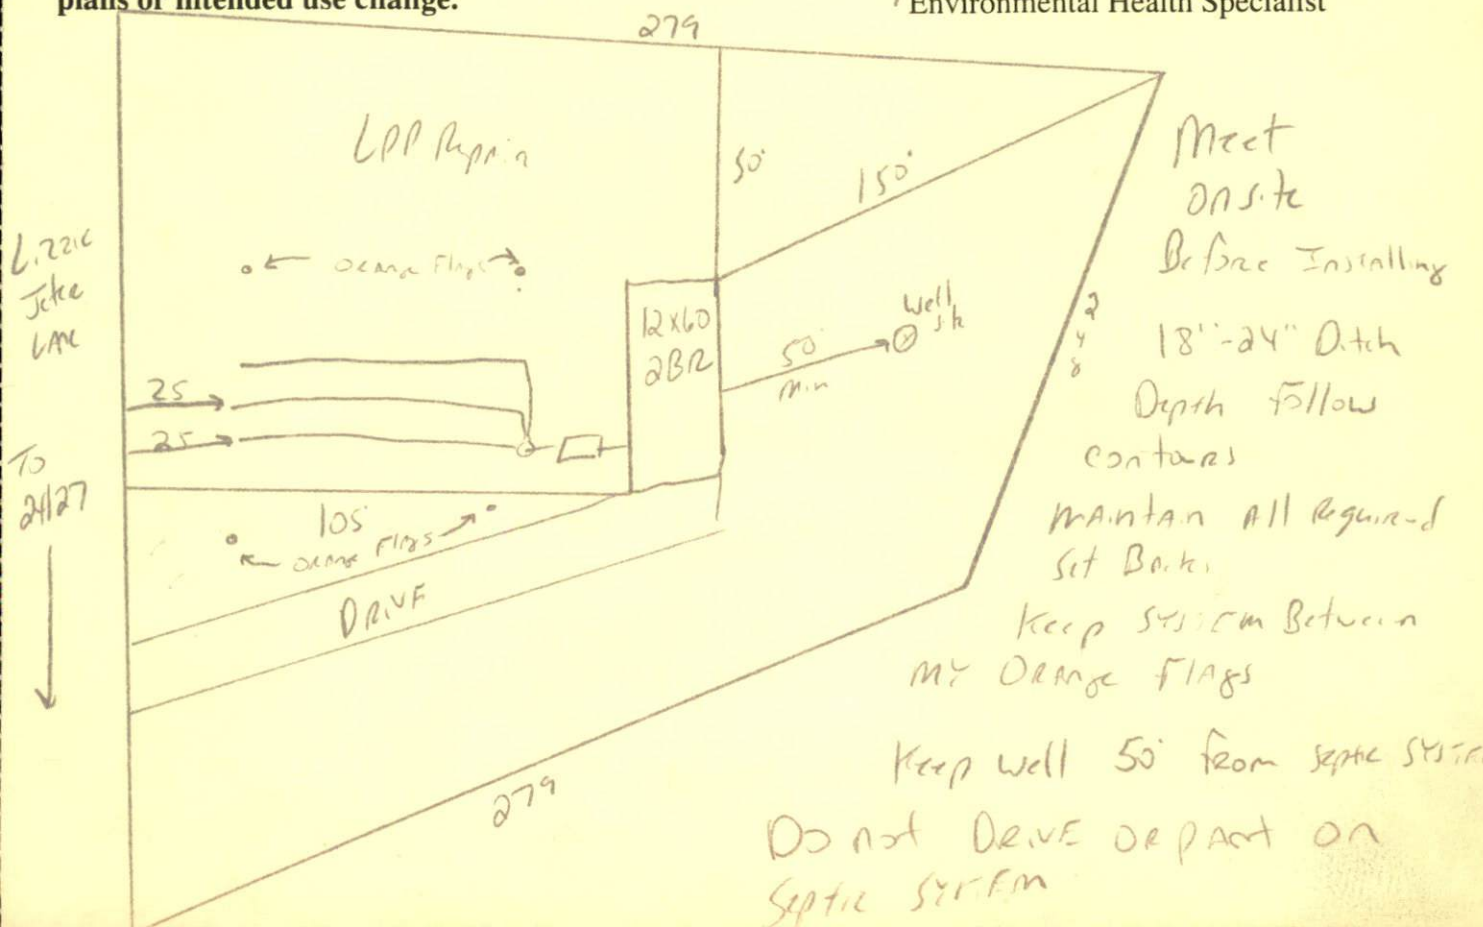 plans or intended use change.
Environmental Health Specialist
279
LPP Repair
50'
150'
Meet
onsite
Before Installing
18"-24" Ditch
Depth Follow
contours
Maintain All Required
Set Backs
Keep System Between
MY Orange Flags
Keep well 50' from septic system
Do not DRIVE OR park on
septic system
Lizzie
LANE
Orange Flags
12x60
2BR
Well
50'
Min
248
25
25
TO
105'
Orange Flags
DRIVE
279